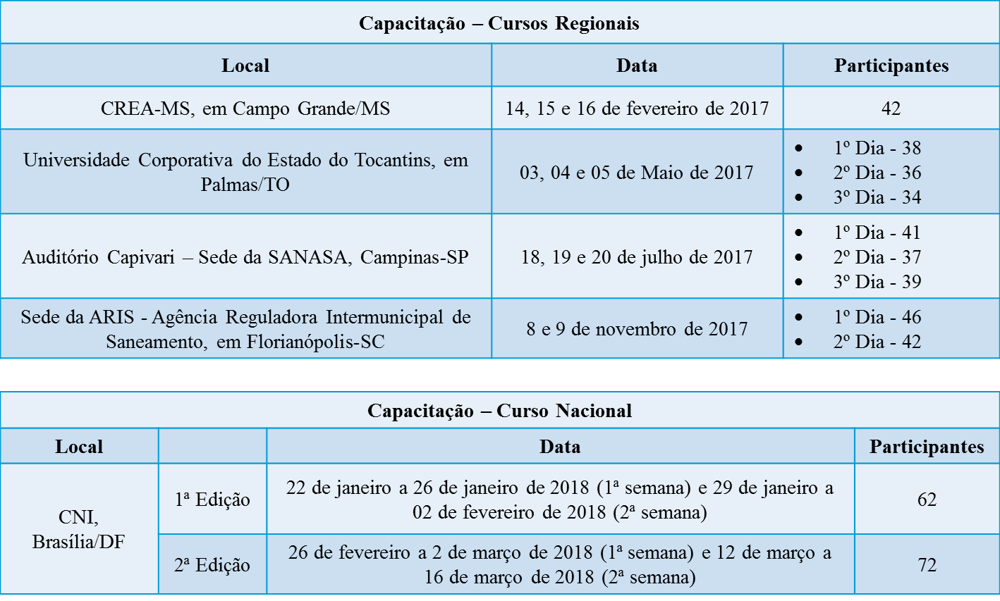 Capacitação – Cursos Regionais
Local
Data
Participantes
CREA-MS, em Campo Grande/MS
14, 15 e 16 de fevereiro de 2017
42
Universidade Corporativa do Estado do Tocantins, em
Palmas/TO
03, 04 e 05 de Maio de 2017
• 1º Dia - 38
• 2º Dia - 36
• 3º Dia - 34
Auditório Capivari – Sede da SANASA, Campinas-SP
18, 19 e 20 de julho de 2017
• 1º Dia - 41
• 2º Dia - 37
• 3º Dia - 39
Sede da ARIS - Agência Reguladora Intermunicipal de
Saneamento, em Florianópolis-SC
8 e 9 de novembro de 2017
• 1º Dia - 46
• 2º Dia - 42
Capacitação – Curso Nacional
Local
Data
Participantes
CNI,
Brasília/DF
1ª Edição
22 de janeiro a 26 de janeiro de 2018 (1ª semana) e 29 de janeiro a
02 de fevereiro de 2018 (2ª semana)
62
2ª Edição
26 de fevereiro a 2 de março de 2018 (1ª semana) e 12 de março a
16 de março de 2018 (2ª semana)
72